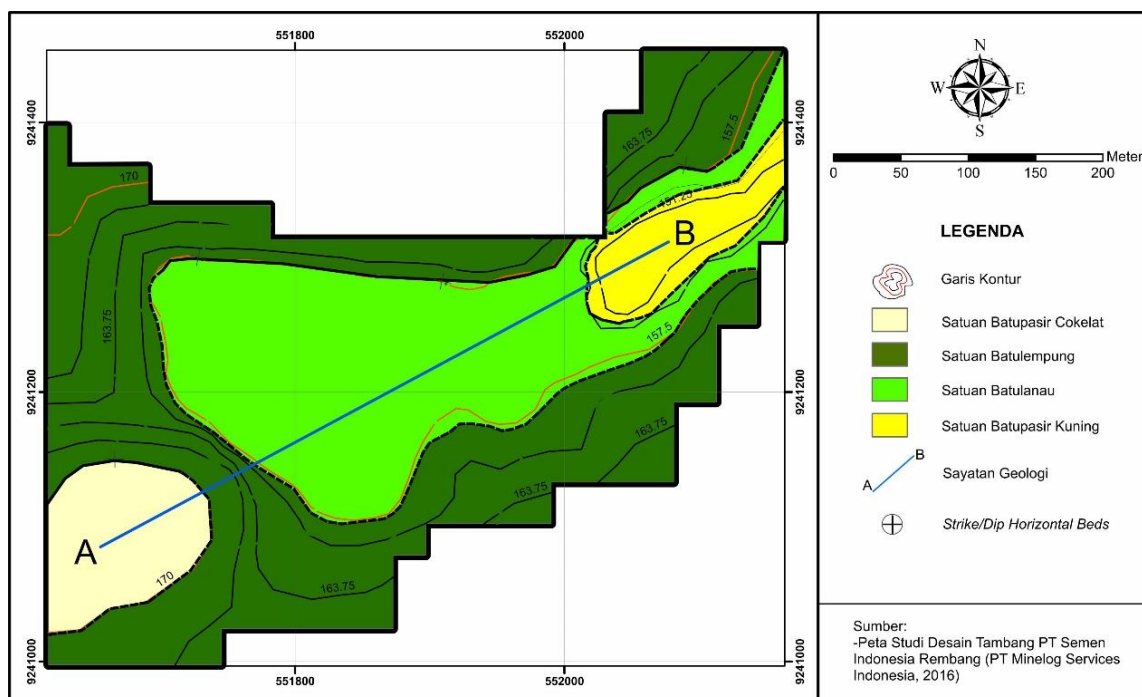 551800
552000
9241400
9241400
163.75
157.5
170
151.25
B
163.75
157.5
9241200
9241200
163.75
163.75
A
170
163.75
9241000
9241000
551800
552000
N
W
E
S
Meter
0
50
100
150
200
LEGENDA
Garis Kontur
Satuan Batupasir Cokelat
Satuan Batulempung
Satuan Batulanau
Satuan Batupasir Kuning
A
B
Sayatan Geologi
Strike/Dip Horizontal Beds
Sumber:
-Peta Studi Desain Tambang PT Semen
Indonesia Rembang (PT Minelog Services
Indonesia, 2016)